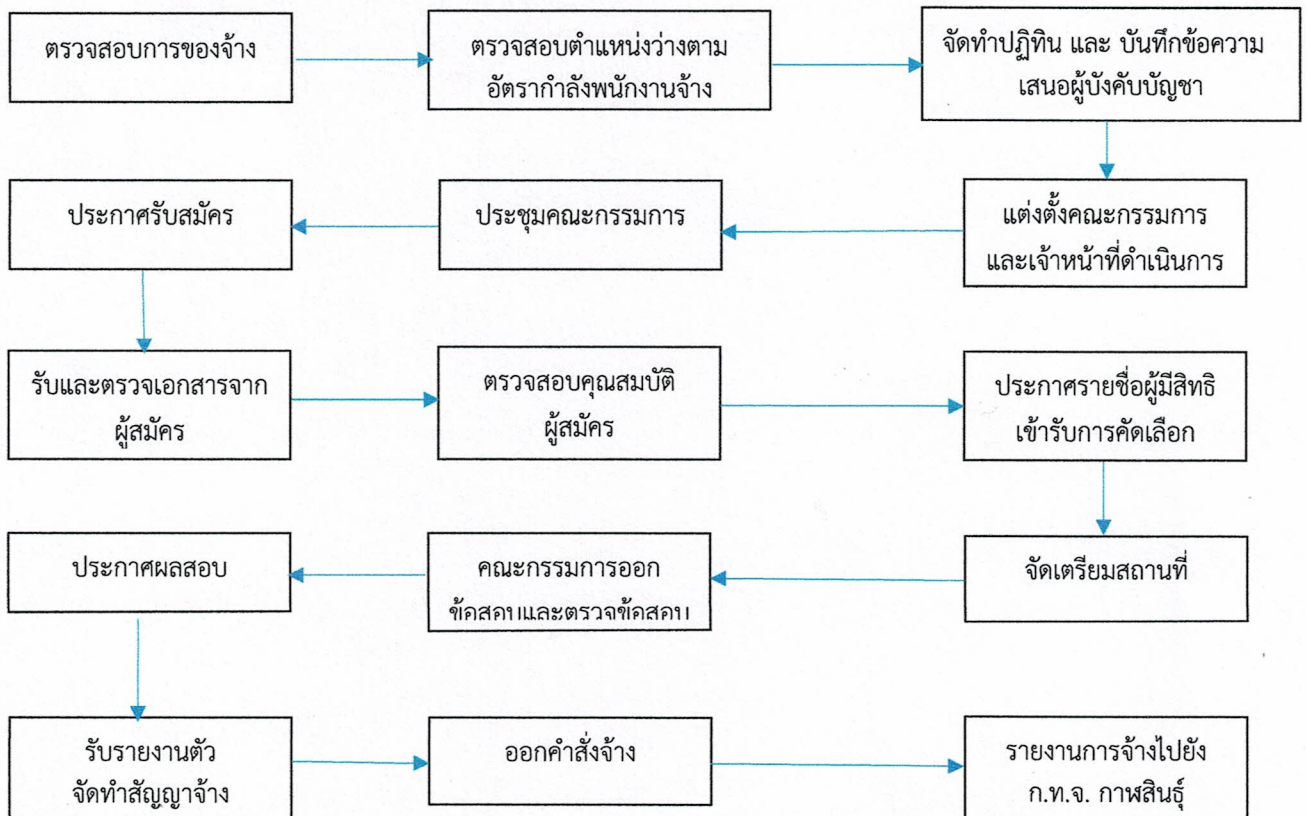 ตรวจสอบการของจ้าง
ตรวจสอบตำแหน่งว่างตาม
อัตรากำลังพนักงานจ้าง
จัดทำปฏิทิน และ บันทึกข้อความ
เสนอผู้บังคับบัญชา
แต่งตั้งคณะกรรมการ
และเจ้าหน้าที่ดำเนินการ
ประชุมคณะกรรมการ
ประกาศรับสมัคร
รับและตรวจเอกสารจาก
ผู้สมัคร
ตรวจสอบคุณสมบัติ
ผู้สมัคร
ประกาศรายชื่อผู้มีสิทธิ
เข้ารับการคัดเลือก
จัดเตรียมสถานที่
คณะกรรมการออก
ข้อสอบและตรวจข้อสอบ
ประกาศผลสอบ
รับรายงานตัว
จัดทำสัญญาจ้าง
ออกคำสั่งจ้าง
รายงานการจ้างไปยัง
ก.ท.จ. กาฬสินธุ์